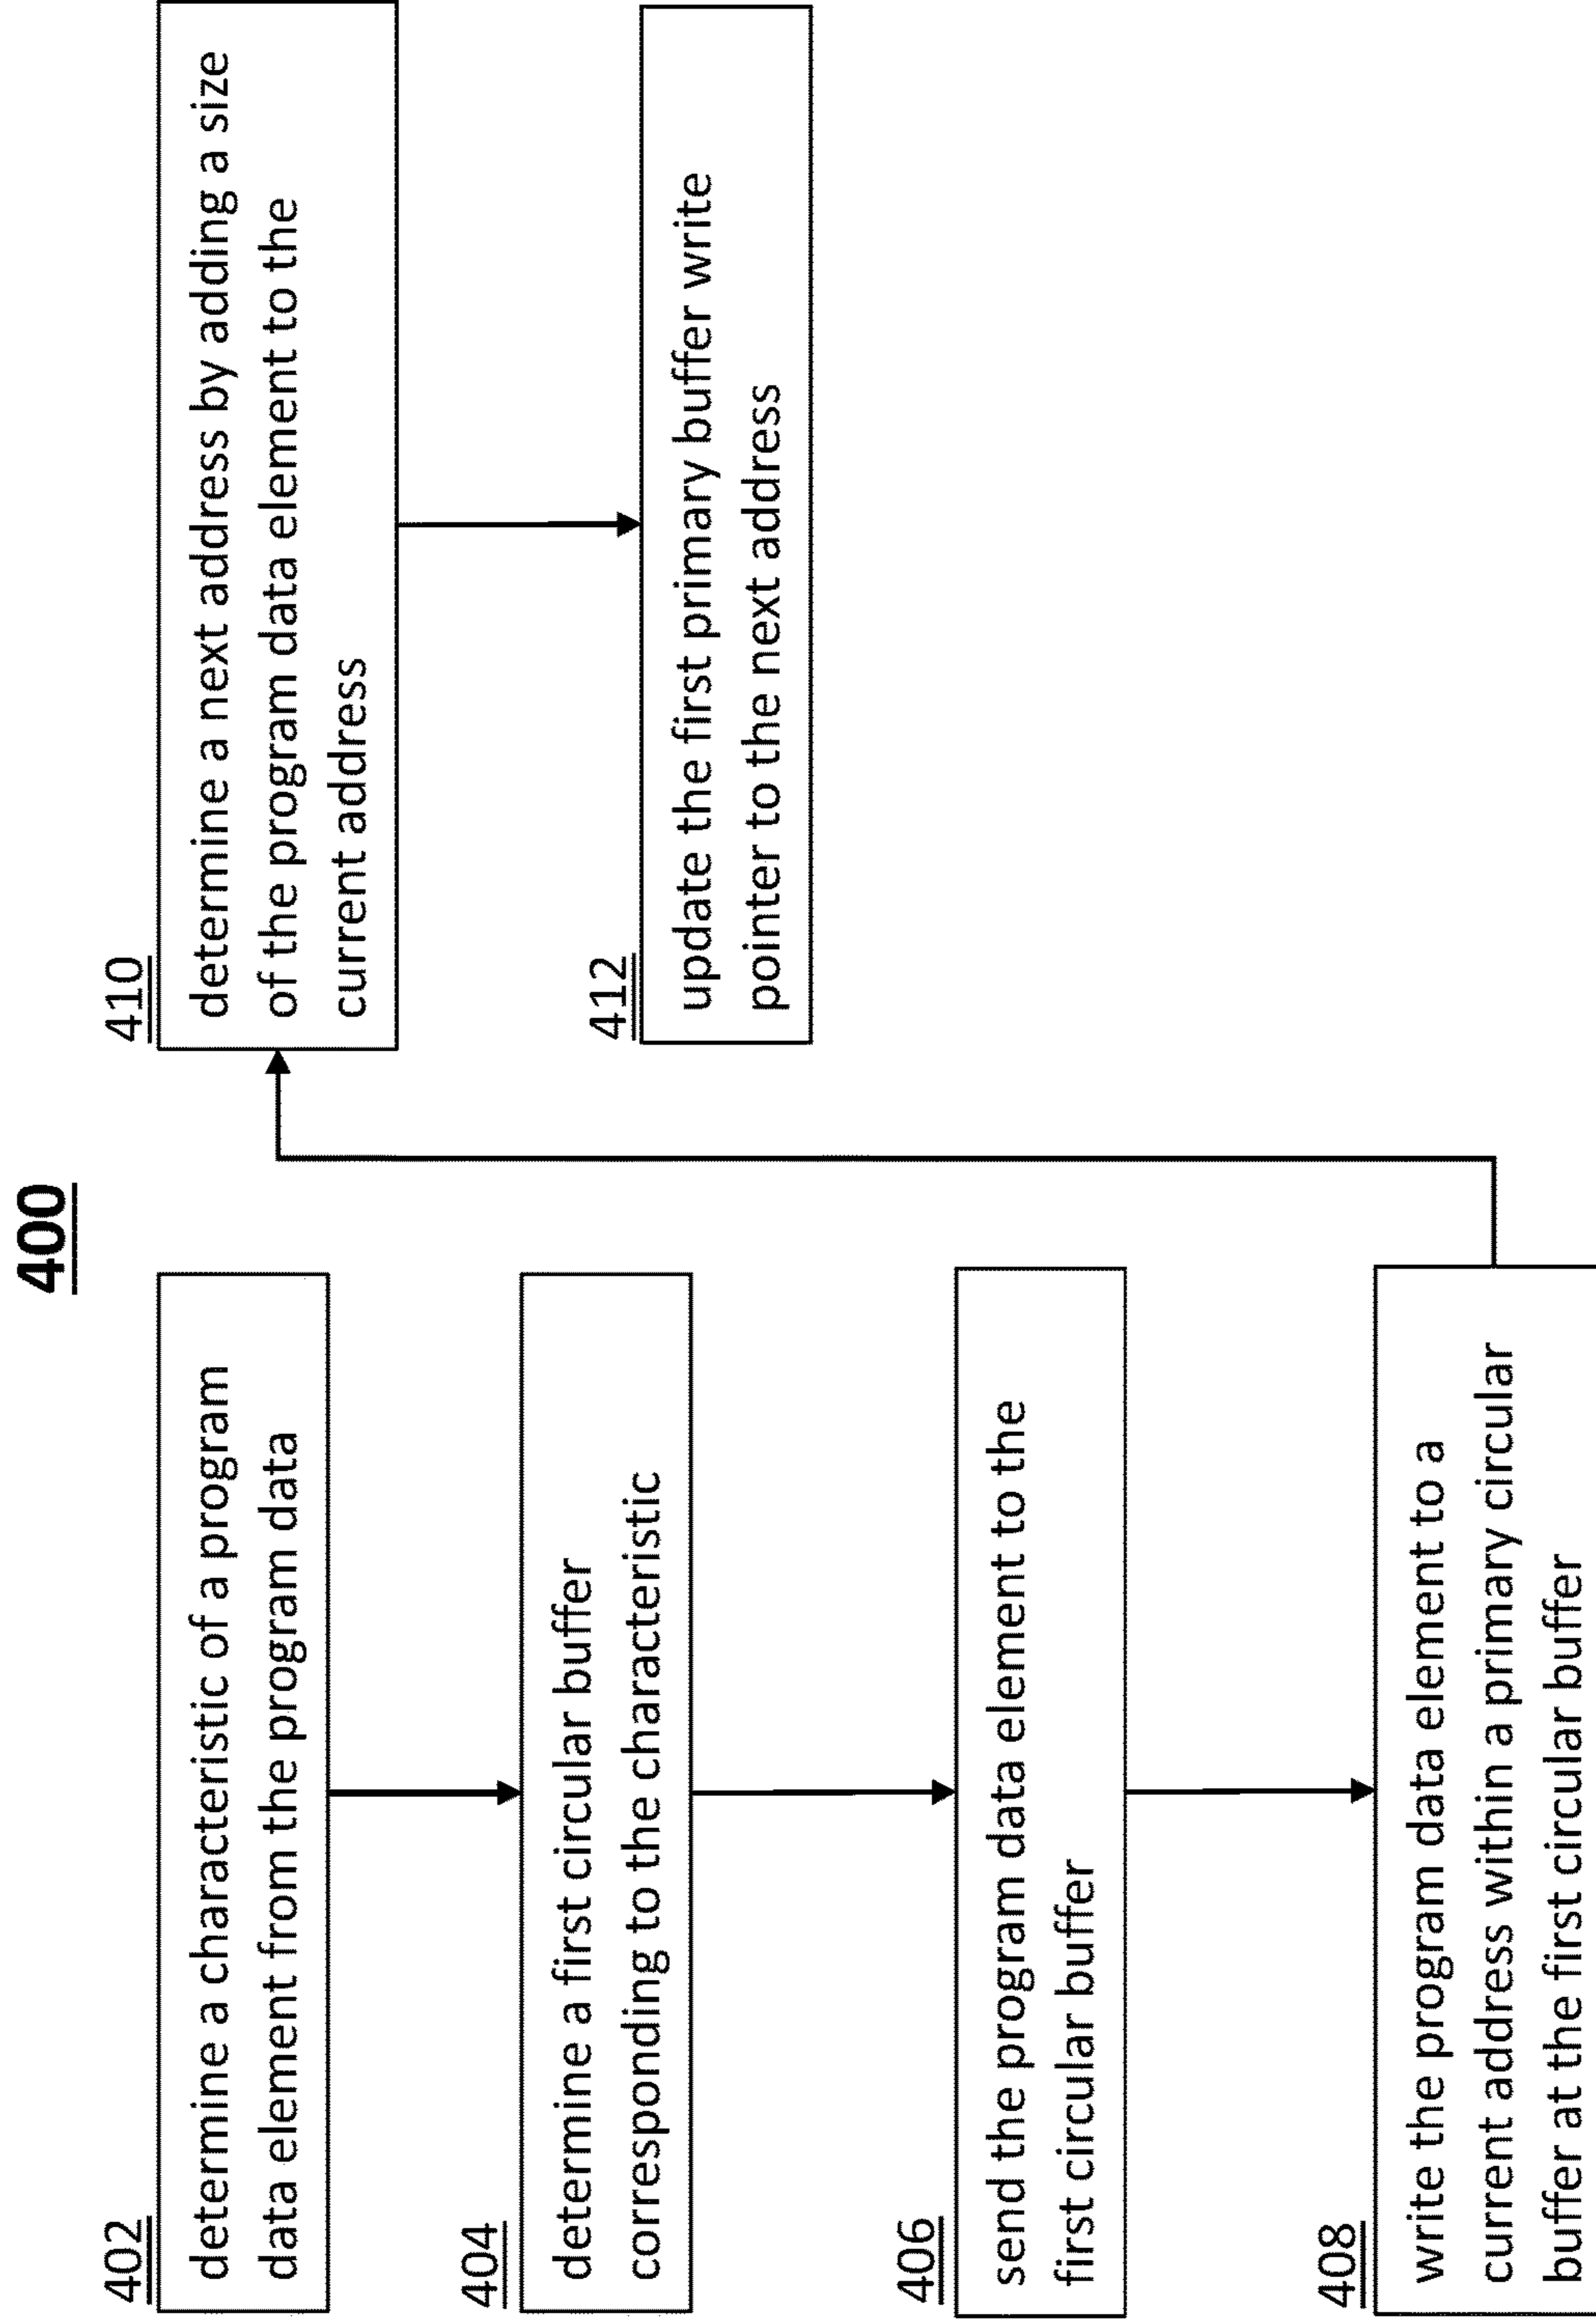 400
402
determine a characteristic of a program
data element from the program data
404
determine a first circular buffer
corresponding to the characteristic
406
send the program data element to the
first circular buffer
408
write the program data element to a
current address within a primary circular
buffer at the first circular buffer
410
determine a next address by adding a size
of the program data element to the
current address
412
update the first primary buffer write
pointer to the next address